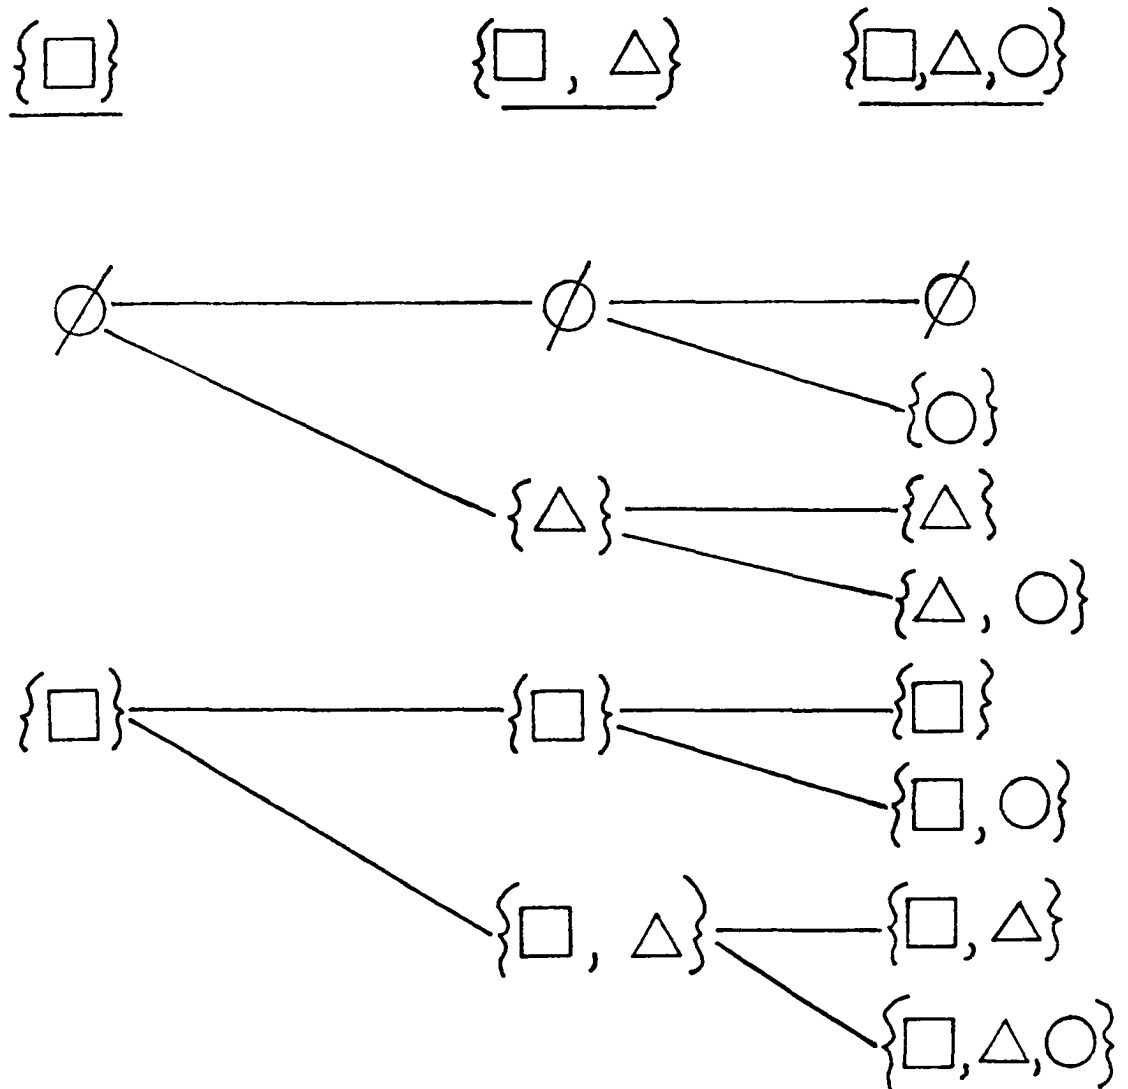 {□} {□, △} {□, △, ○}
∅ ∅ ∅
{○}
{△} {△}
{△, ○}
{□} {□} {□}
{□, ○}
{□, △} {□, △}
{□, △, ○}